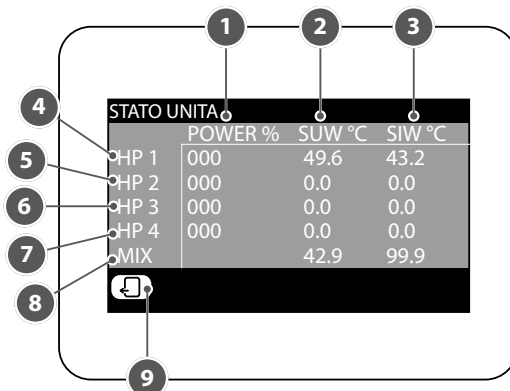 1 2 3
4 STATO UNITA
POWER % SUW °C SIW °C
HP 1 000 49.6 43.2
5 HP 2 000 0.0 0.0
6 HP 3 000 0.0 0.0
7 HP 4 000 0.0 0.0
8 MIX 42.9 99.9
9